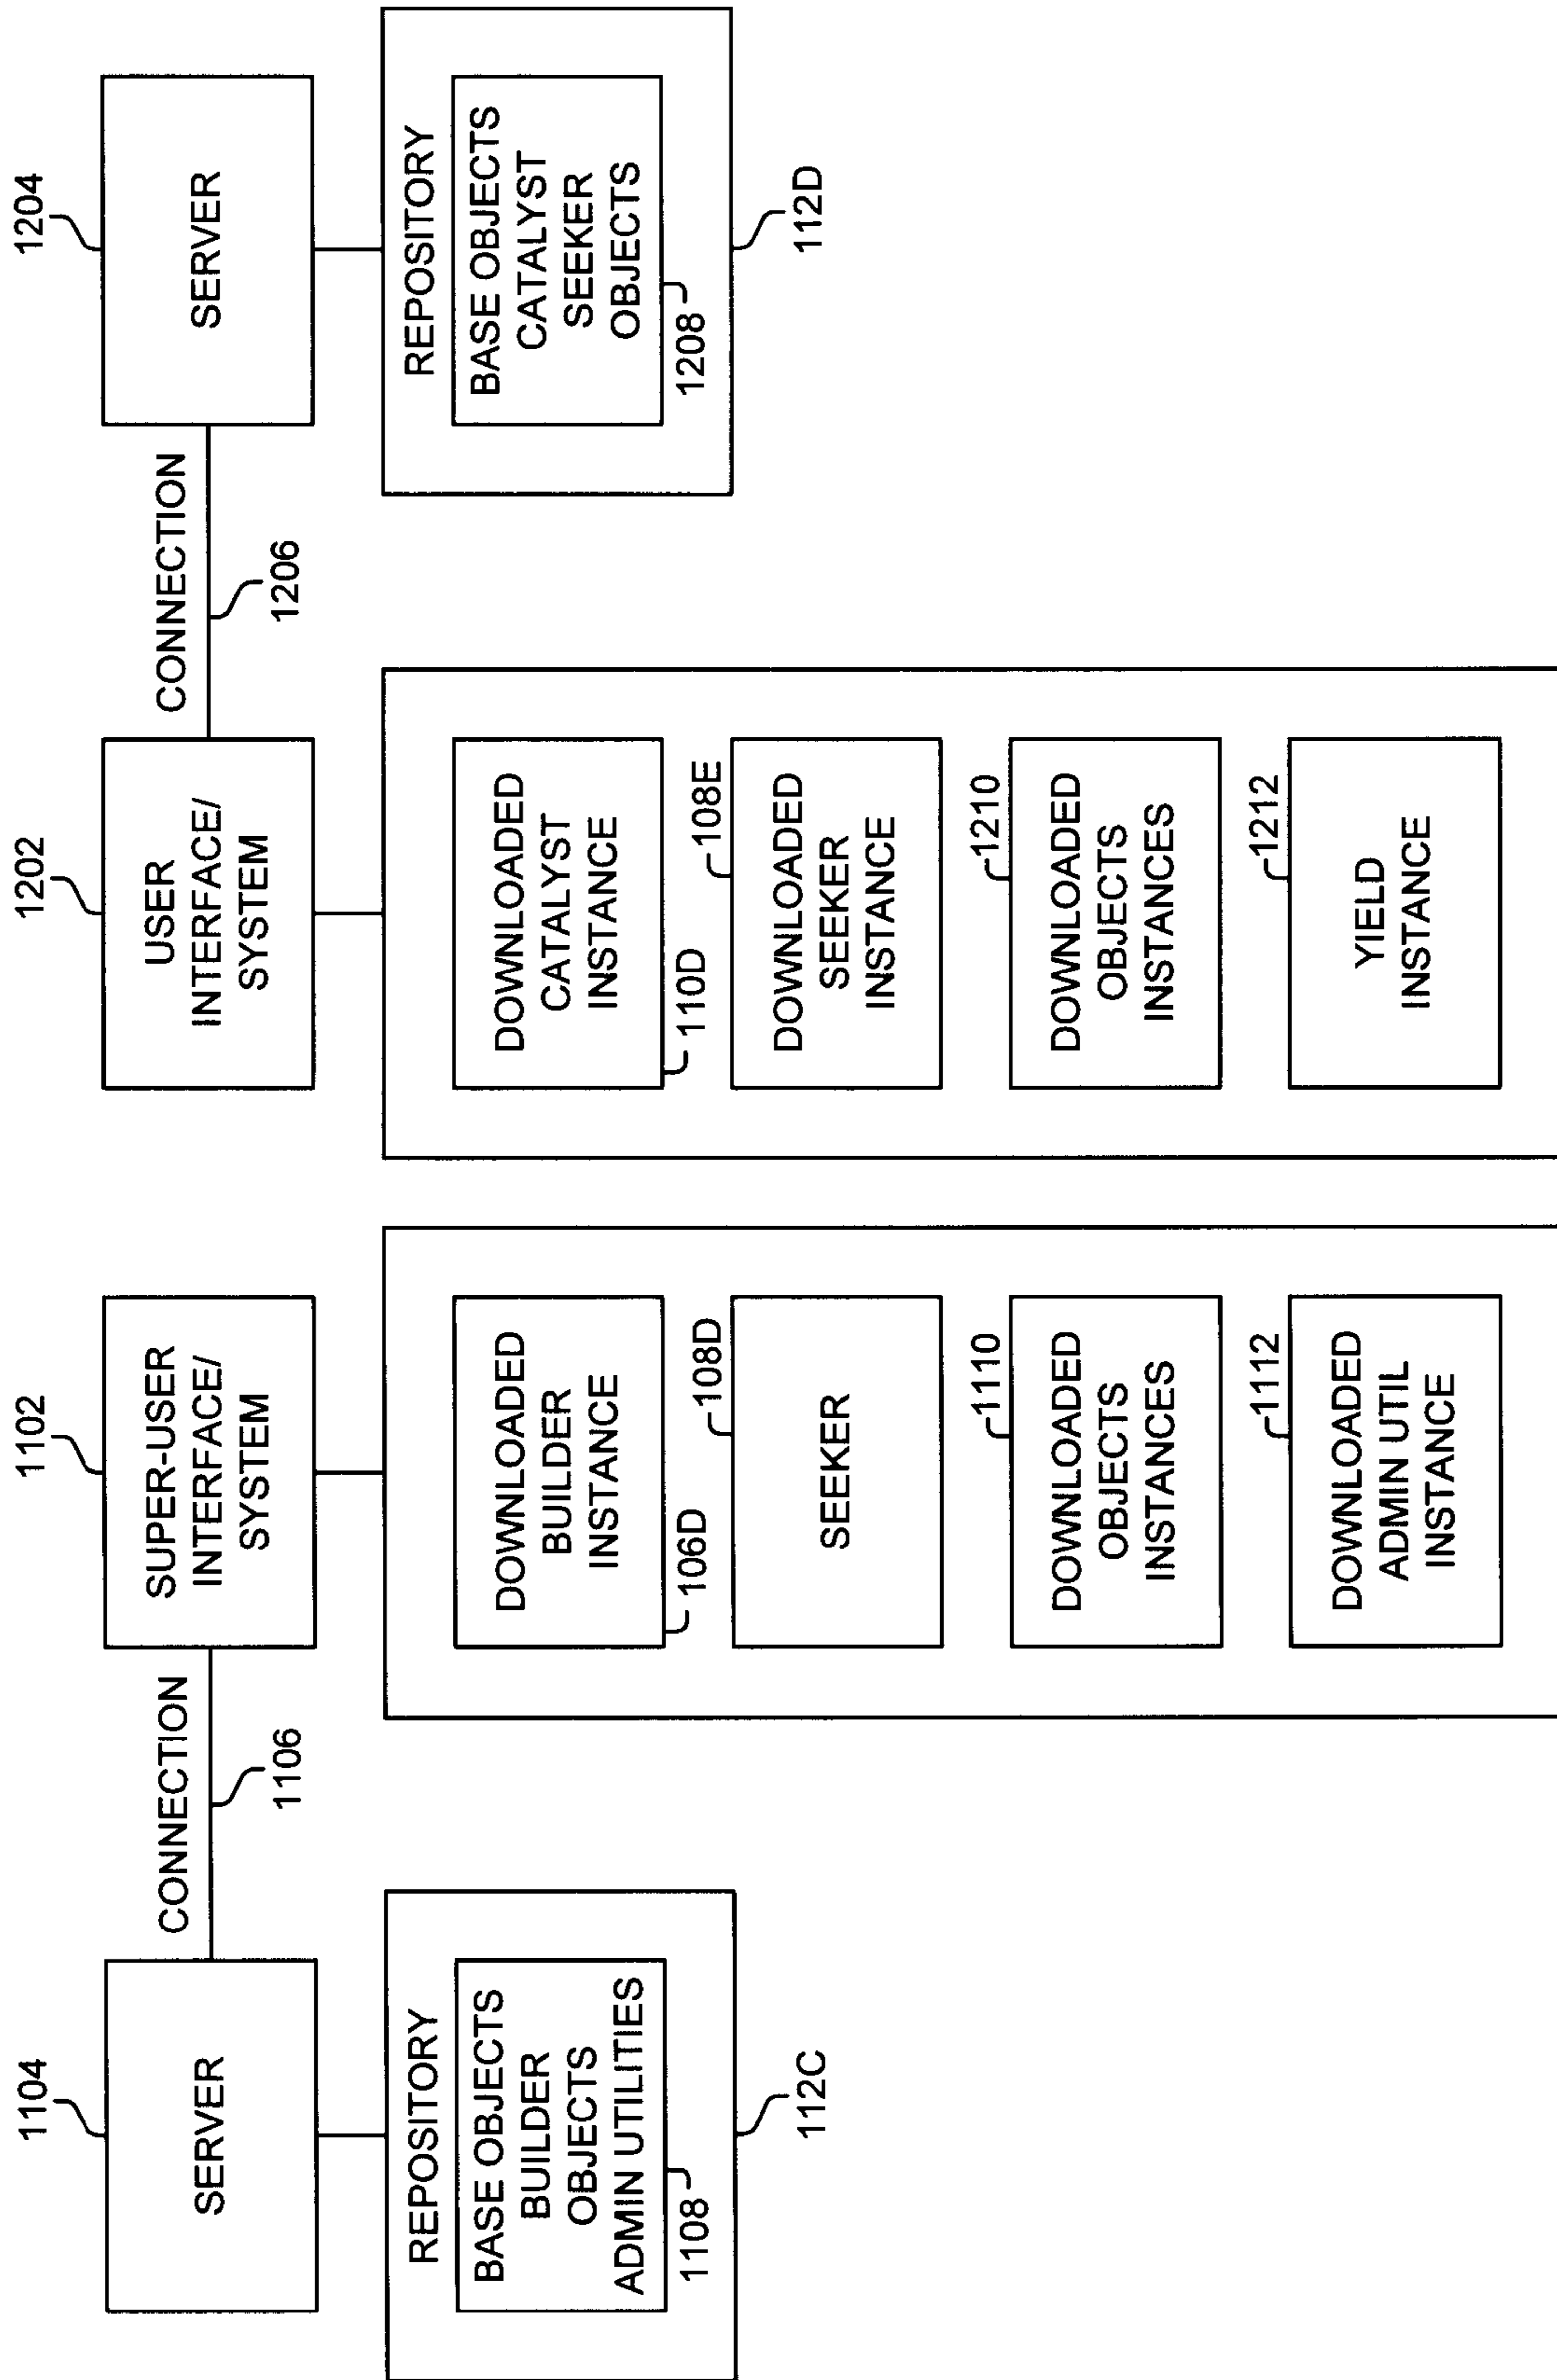 1104
SERVER
REPOSITORY
BASE OBJECTS
BUILDER
OBJECTS
ADMIN UTILITIES
1108
112C
CONNECTION
1106
1102
SUPER-USER
INTERFACE/
SYSTEM
DOWNLOADED
BUILDER
INSTANCE
106D
108D
SEEKER
1110
DOWNLOADED
OBJECTS
INSTANCES
1112
DOWNLOADED
ADMIN UTIL
INSTANCE
1202
USER
INTERFACE/
SYSTEM
DOWNLOADED
CATALYST
INSTANCE
110D
108E
DOWNLOADED
SEEKER
INSTANCE
1210
DOWNLOADED
OBJECTS
INSTANCES
1212
YIELD
INSTANCE
CONNECTION
1206
1204
SERVER
REPOSITORY
BASE OBJECTS
CATALYST
SEEKER
OBJECTS
1208
112D